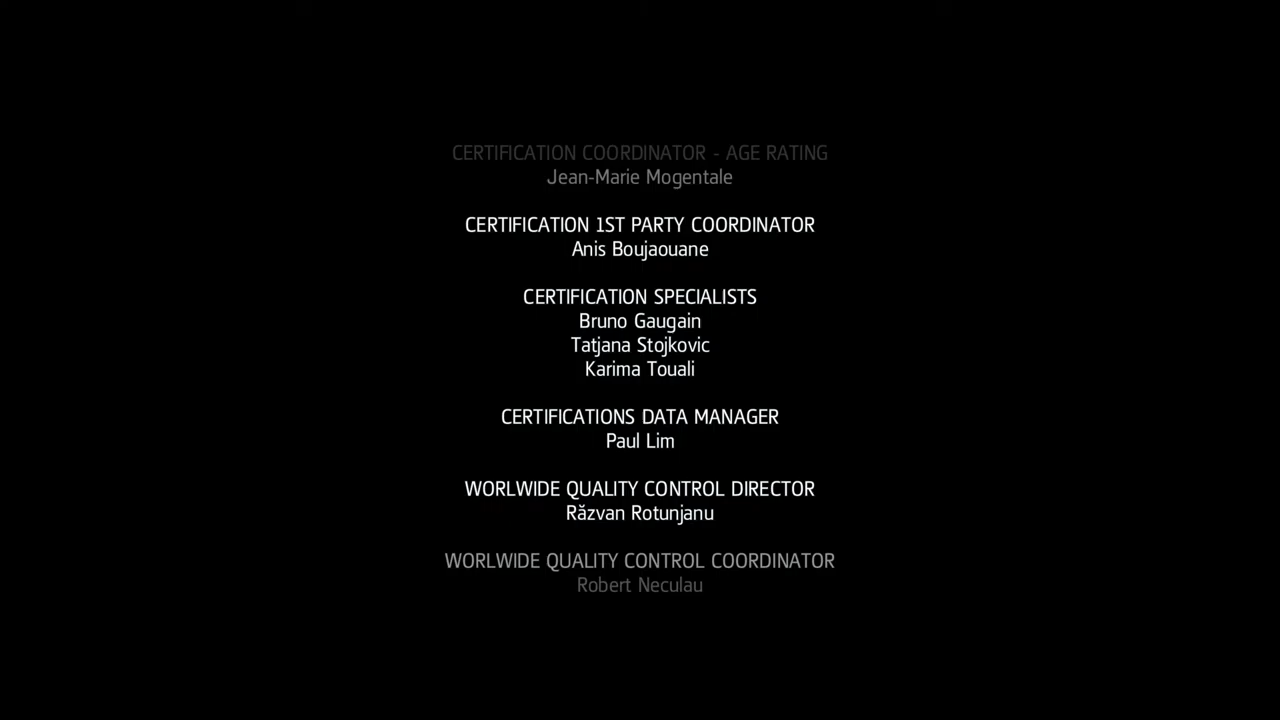 CERTIFICATION COORDINATOR - AGE RATING
Jean-Marie Mogentale
CERTIFICATION 1ST PARTY COORDINATOR
Anis Boujaouane
CERTIFICATION SPECIALISTS
Bruno Gaugain
Tatjana Stojkovic
Karima Touali
CERTIFICATIONS DATA MANAGER
Paul Lim
WORLWIDE QUALITY CONTROL DIRECTOR
Răzvan Rotunjanu
WORLWIDE QUALITY CONTROL COORDINATOR
Robert Neculau